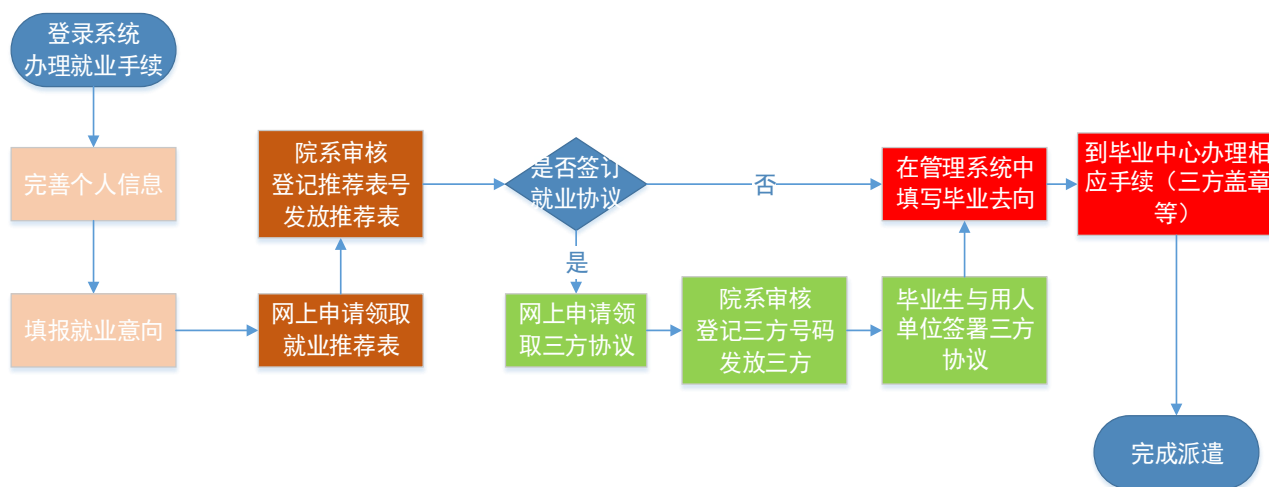 登录系统
办理就业手续
完善个人信息
填报就业意向
网上申请领取
就业推荐表
院系审核
登记推荐表号
发放推荐表
是否签订
就业协议
否
是
网上申请领
取三方协议
院系审核
登记三方号码
发放三方
毕业生与用人
单位签署三方
协议
在管理系统中
填写毕业去向
到毕业中心办理相
应手续（三方盖章
等）
完成派遣